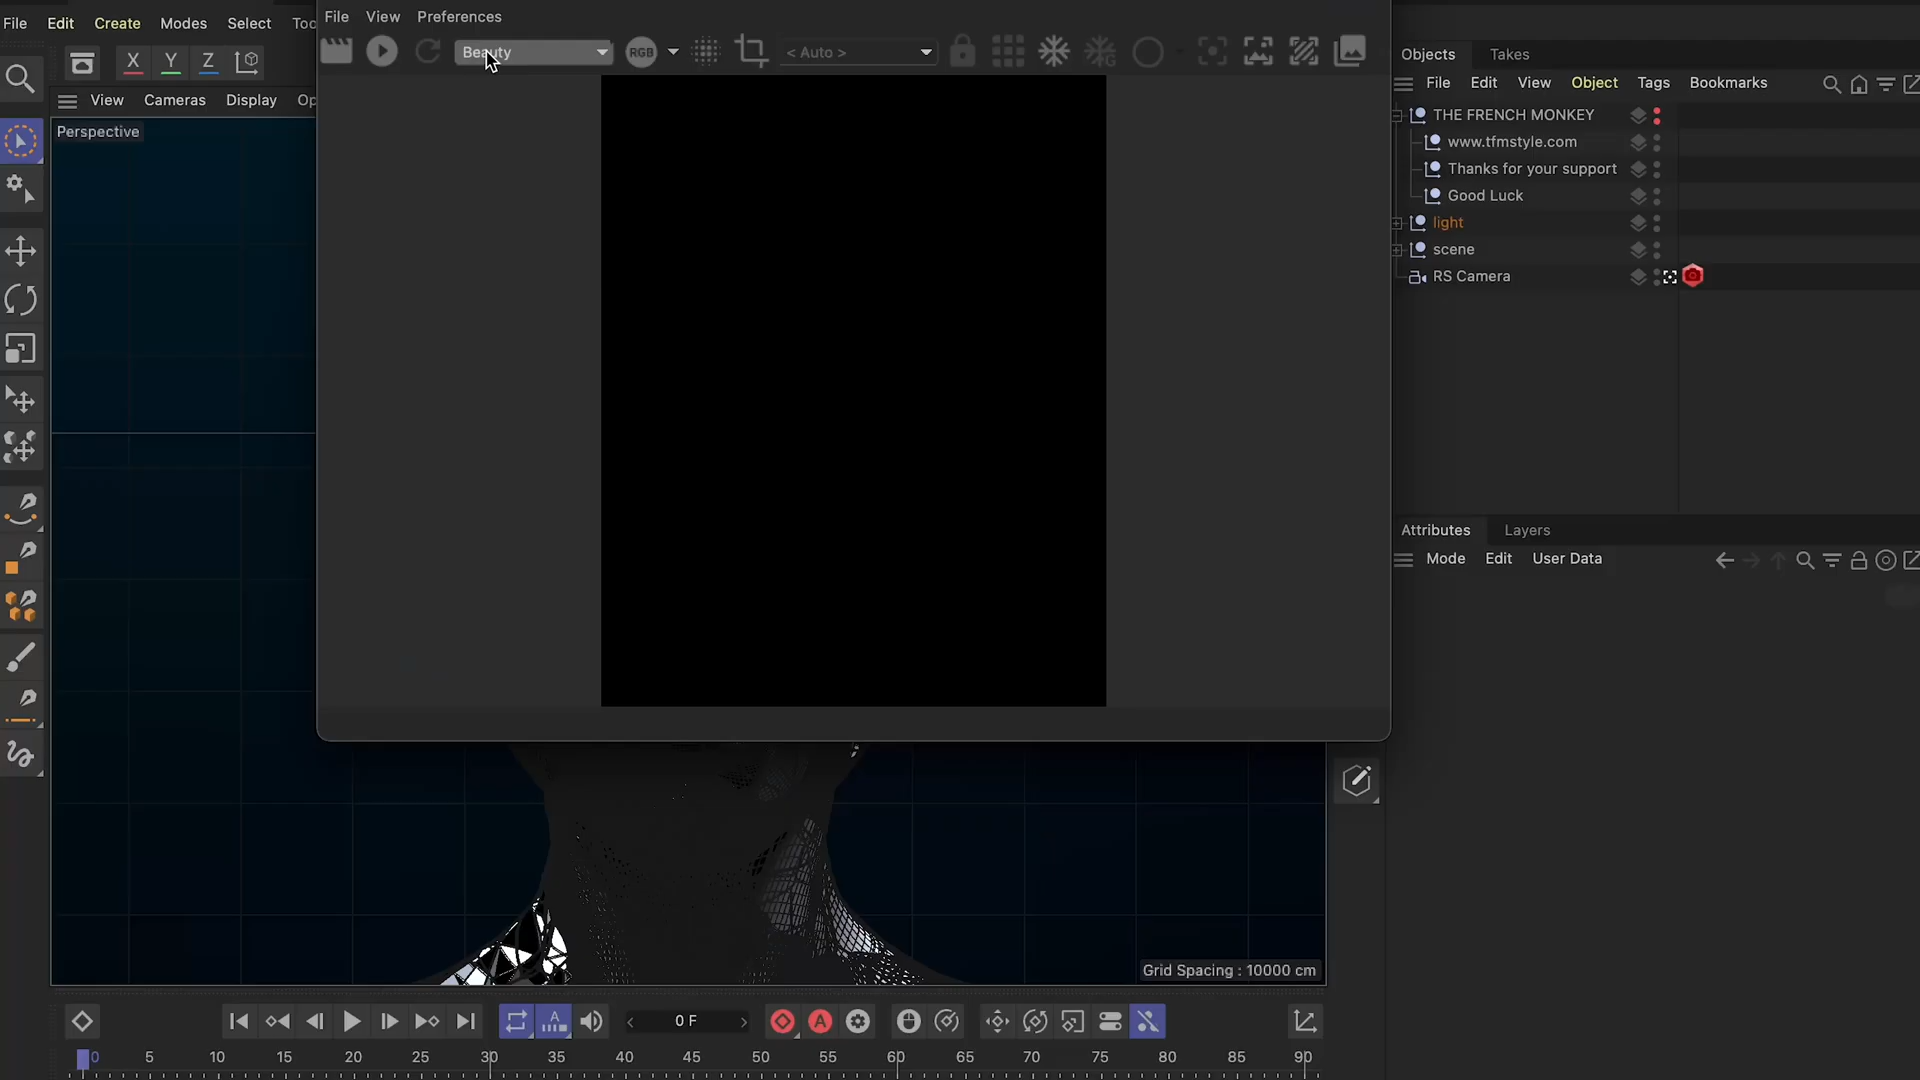 File Edit Create Modes Select Too
X Y Z
View Cameras Display Op
Perspective
File View Preferences
Beauty RGB < Auto >
Objects Takes
File Edit View Object Tags Bookmarks
THE FRENCH MONKEY
www.tfmstyle.com
Thanks for your support
Good Luck
light
scene
RS Camera
Attributes Layers
Mode Edit User Data
Grid Spacing : 10000 cm
A 0 F A
0 5 10 15 20 25 30 35 40 45 50 55 60 65 70 75 80 85 90